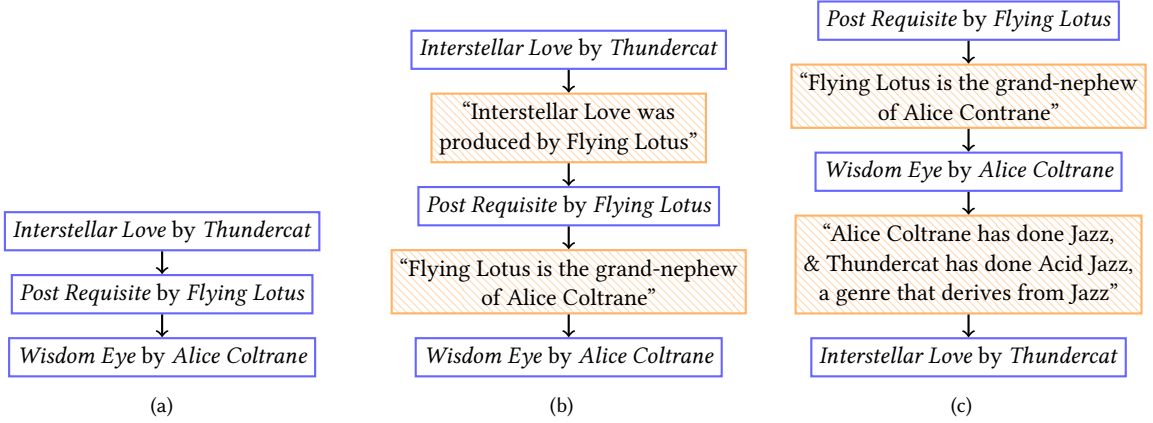 Interstellar Love by Thundercat
Post Requisite by Flying Lotus
Wisdom Eye by Alice Coltrane
(a)
Interstellar Love by Thundercat
“Interstellar Love was
produced by Flying Lotus”
Post Requisite by Flying Lotus
“Flying Lotus is the grand-nephew
of Alice Coltrane”
Wisdom Eye by Alice Coltrane
(b)
Post Requisite by Flying Lotus
“Flying Lotus is the grand-nephew
of Alice Contrane”
Wisdom Eye by Alice Coltrane
“Alice Coltrane has done Jazz,
& Thundercat has done Acid Jazz,
a genre that derives from Jazz”
Interstellar Love by Thundercat
(c)